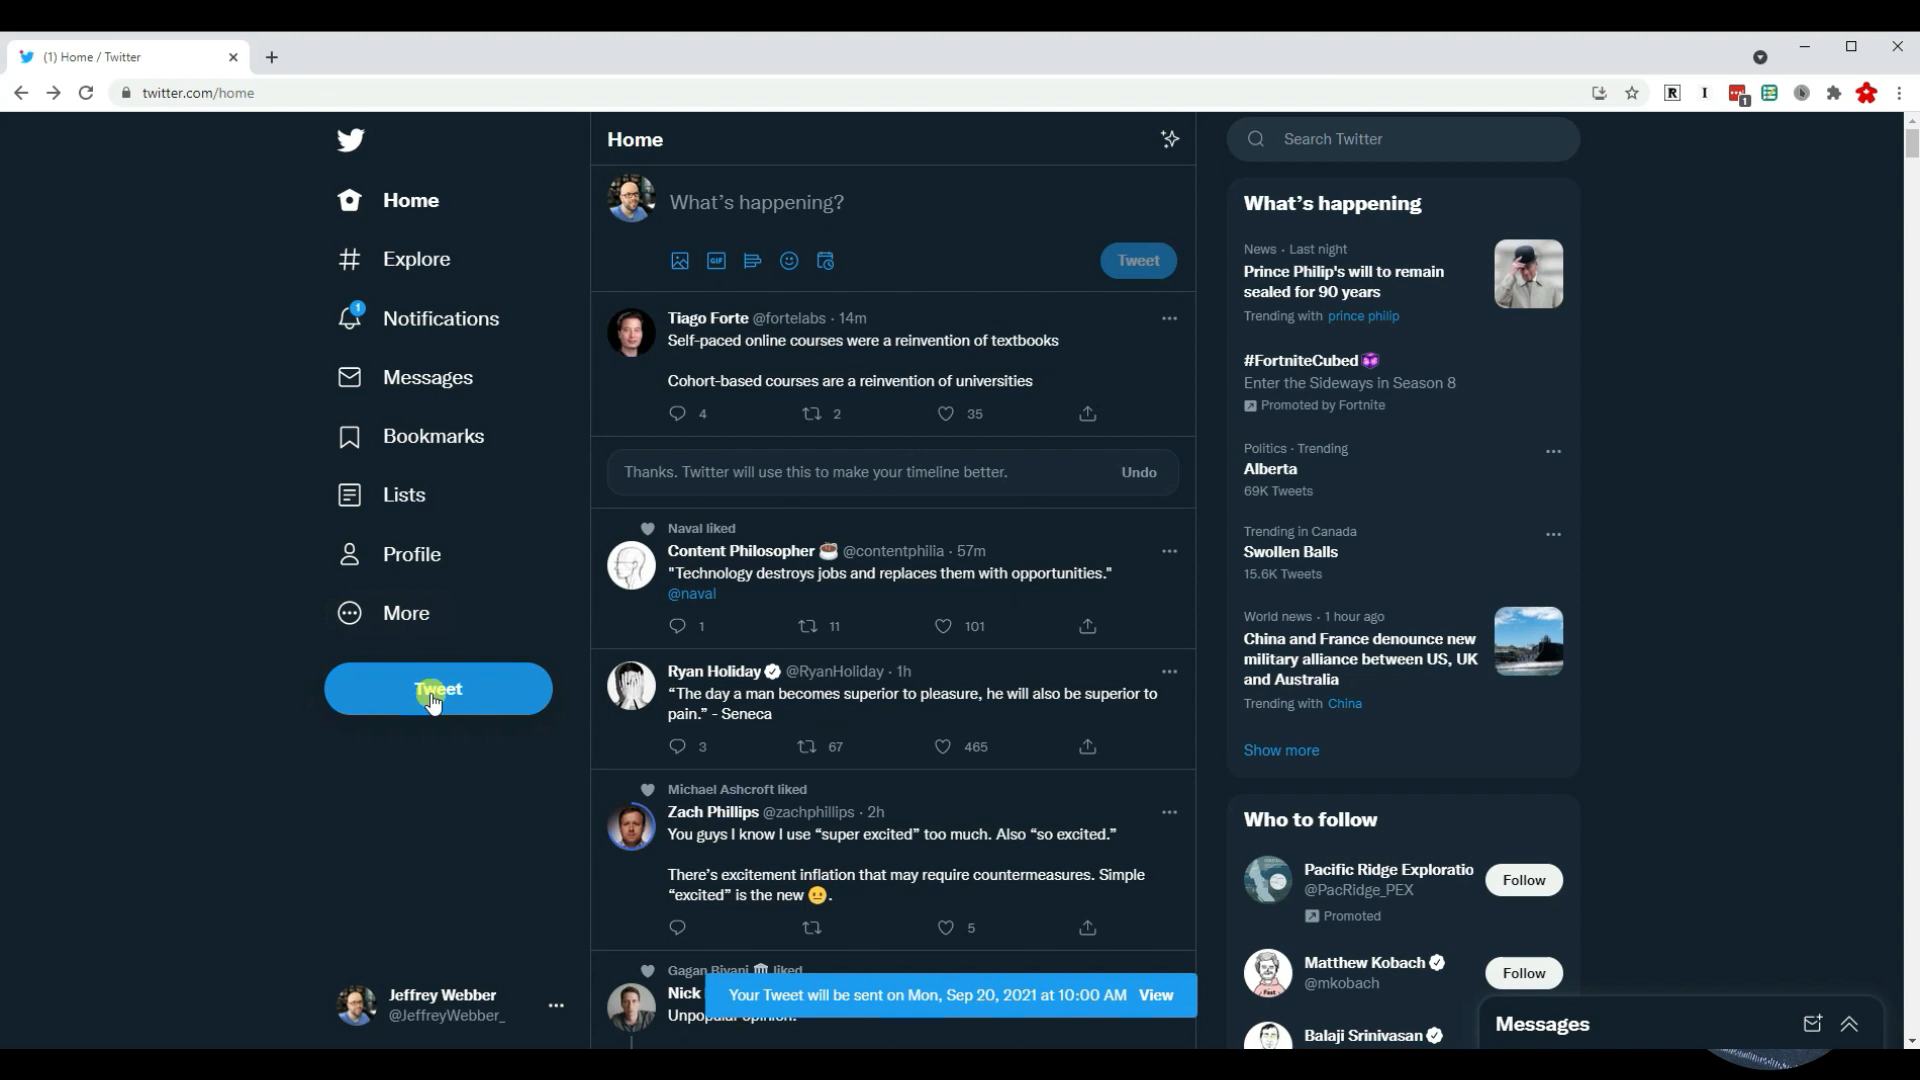 (1) Home / Twitter
twitter.com/home
1
Home
Explore
1
Notifications
Messages
Bookmarks
Lists
Profile
More
Tweet
Jeffrey Webber
@JeffreyWebber_
Home
What's happening?
GIF
Tweet
Tiago Forte @fortelabs · 14m
Self-paced online courses were a reinvention of textbooks
Cohort-based courses are a reinvention of universities
4 2 35
Thanks. Twitter will use this to make your timeline better. Undo
Naval liked
Content Philosopher @contentphilia · 57m
"Technology destroys jobs and replaces them with opportunities."
@naval
1 11 101
Ryan Holiday @RyanHoliday · 1h
“The day a man becomes superior to pleasure, he will also be superior to
pain.” - Seneca
3 67 465
Michael Ashcroft liked
Zach Phillips @zachphillips · 2h
You guys I know I use “super excited” too much. Also “so excited.”
There’s excitement inflation that may require countermeasures. Simple
“excited” is the new 😐.
5
Gagan Biyani 🏛 liked
Nick
Unpopular opinion:
Your Tweet will be sent on Mon, Sep 20, 2021 at 10:00 AM View
Search Twitter
What’s happening
News · Last night
Prince Philip's will to remain
sealed for 90 years
Trending with prince philip
#FortniteCubed
Enter the Sideways in Season 8
Promoted by Fortnite
Politics · Trending
Alberta
69K Tweets
Trending in Canada
Swollen Balls
15.6K Tweets
World news · 1 hour ago
China and France denounce new
military alliance between US, UK
and Australia
Trending with China
Show more
Who to follow
Pacific Ridge Exploratio
@PacRidge_PEX
Promoted
Follow
Matthew Kobach
@mkobach
Follow
Balaji Srinivasan
Messages